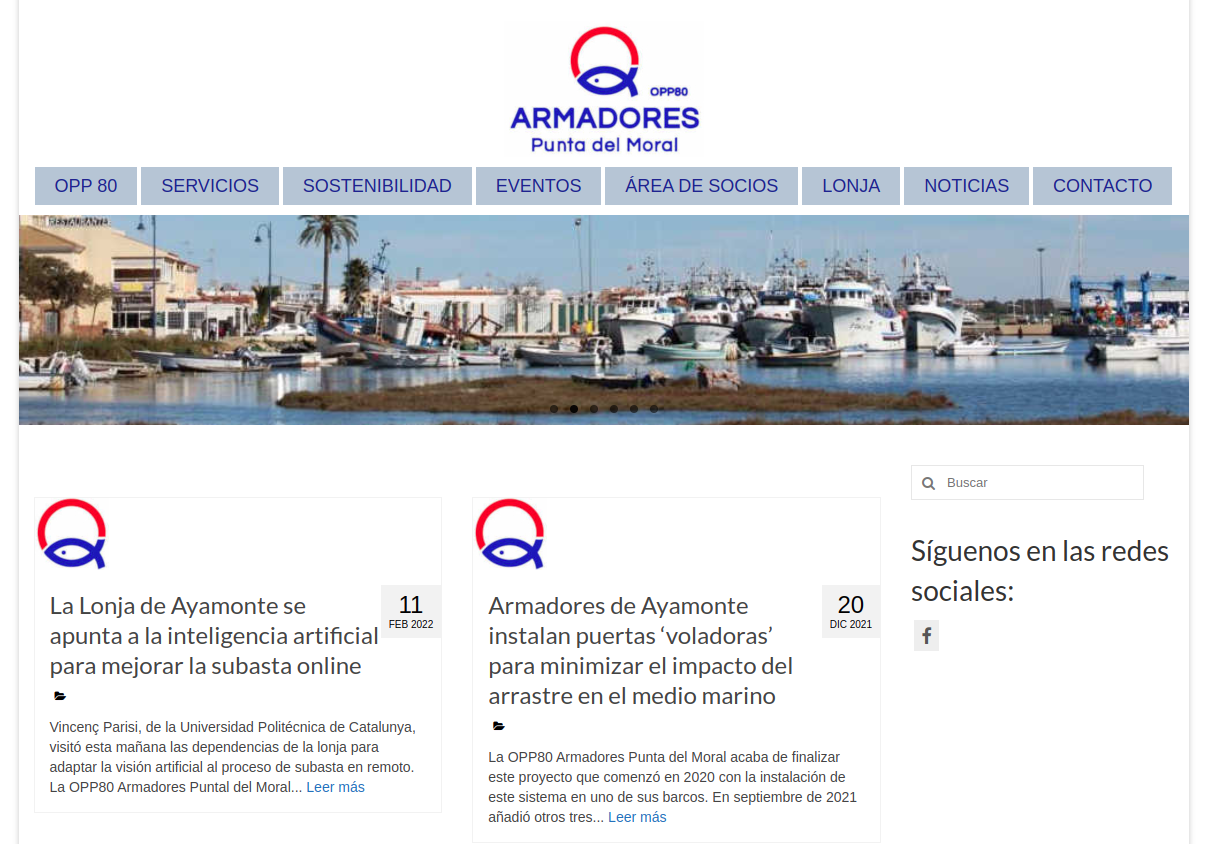 OPP80
ARMADORES
Punta del Moral
OPP 80
SERVICIOS
SOSTENIBILIDAD
EVENTOS
ÁREA DE SOCIOS
LONJA
NOTICIAS
CONTACTO
RESTAURANTE
Buscar
Síguenos en las redes
sociales:
La Lonja de Ayamonte se
apunta a la inteligencia artificial
para mejorar la subasta online
11
FEB 2022
Vincenç Parisi, de la Universidad Politécnica de Catalunya,
visitó esta mañana las dependencias de la lonja para
adaptar la visión artificial al proceso de subasta en remoto.
La OPP80 Armadores Puntal del Moral... Leer más
Armadores de Ayamonte
instalan puertas ‘voladoras’
para minimizar el impacto del
arrastre en el medio marino
20
DIC 2021
La OPP80 Armadores Punta del Moral acaba de finalizar
este proyecto que comenzó en 2020 con la instalación de
este sistema en uno de sus barcos. En septiembre de 2021
añadió otros tres... Leer más